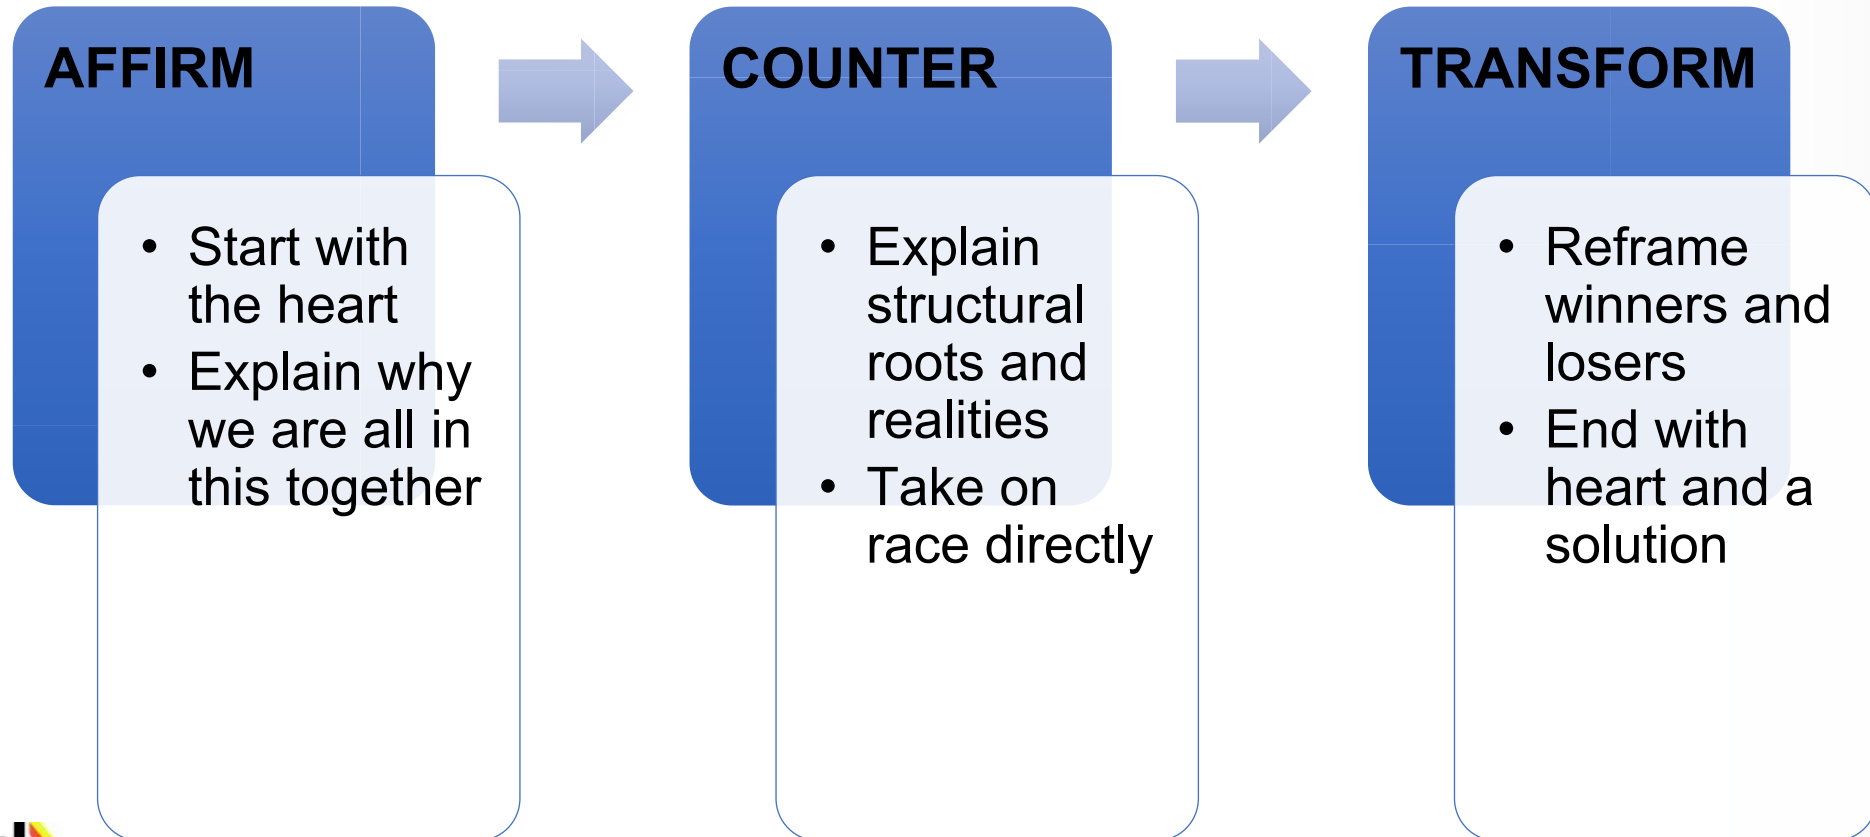 AFFIRM
• Start with
the heart
• Explain why
we are all in
this together
COUNTER
• Explain
structural
roots and
realities
• Take on
race directly
TRANSFORM
• Reframe
winners and
losers
• End with
heart and a
solution